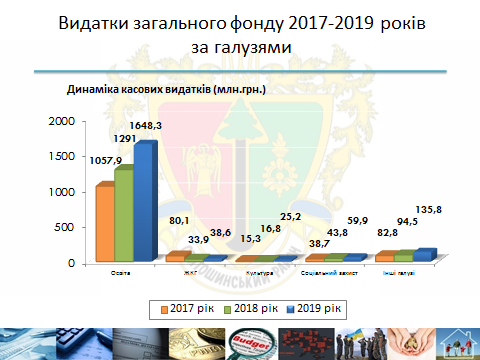 Видатки загального фонду 2017-2019 років
за галузями
Динаміка касових видатків (млн.грн.)
2000
1500
1000
500
0
1057,9
1291
1648,3
80,1
33,9
38,6
15,3
16,8
25,2
38,7
43,8
59,9
82,8
94,5
135,8
Освіта
ЖКГ
Культура
Соціальний захист
Інші галузі
2017 рік
2018 рік
2019 рік
Budget